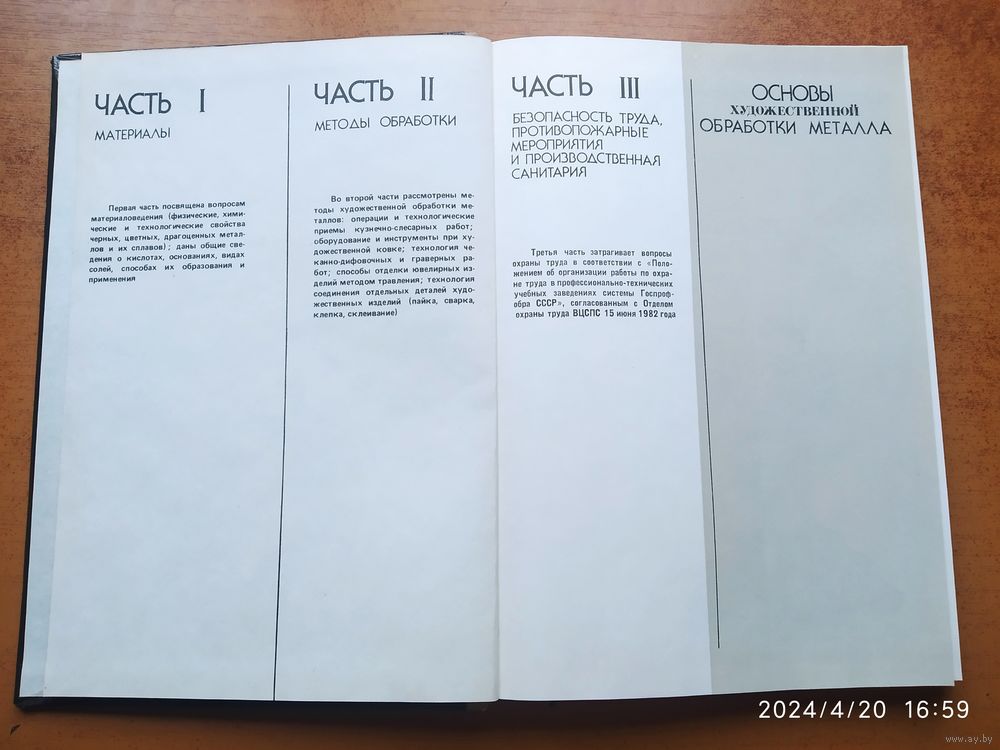 ЧАСТЬ I
МАТЕРИАЛЫ
Первая часть посвящена вопросам
материаловедения (физические, хими-
ческие и технологические свойства
черных, цветных, драгоценных метал-
лов и их сплавов); даны общие све-
дения о кислотах, основаниях, видах
солей, способах их образования и
применения
ЧАСТЬ II
МЕТОДЫ ОБРАБОТКИ
Во второй части рассмотрены ме-
тоды художественной обработки ме-
таллов: операции и технологические
приемы кузнечно-слесарных работ;
оборудование и инструменты при ху-
дожественной ковке; технология че-
канно-дифовочных и граверных ра-
бот; способы отделки ювелирных из-
делий методом травления; технология
соединения отдельных деталей худо-
жественных изделий (пайка, сварка,
клепка, склеивание)
ЧАСТЬ III
БЕЗОПАСНОСТЬ ТРУДА,
ПРОТИВОПОЖАРНЫЕ
МЕРОПРИЯТИЯ
И ПРОИЗВОДСТВЕННАЯ
САНИТАРИЯ
Третья часть затрагивает вопросы
охраны труда в соответствии с «Поло-
жением об организации работы по охра-
не труда в профессионально-технических
учебных заведениях системы Госпроф-
обра СССР», согласованным с Отделом
охраны труда ВЦСПС 15 июня 1982 года
ОСНОВЫ
ХУДОЖЕСТВЕННОЙ
ОБРАБОТКИ МЕТАЛЛА
2024/4/20 16:59
www.ay.by